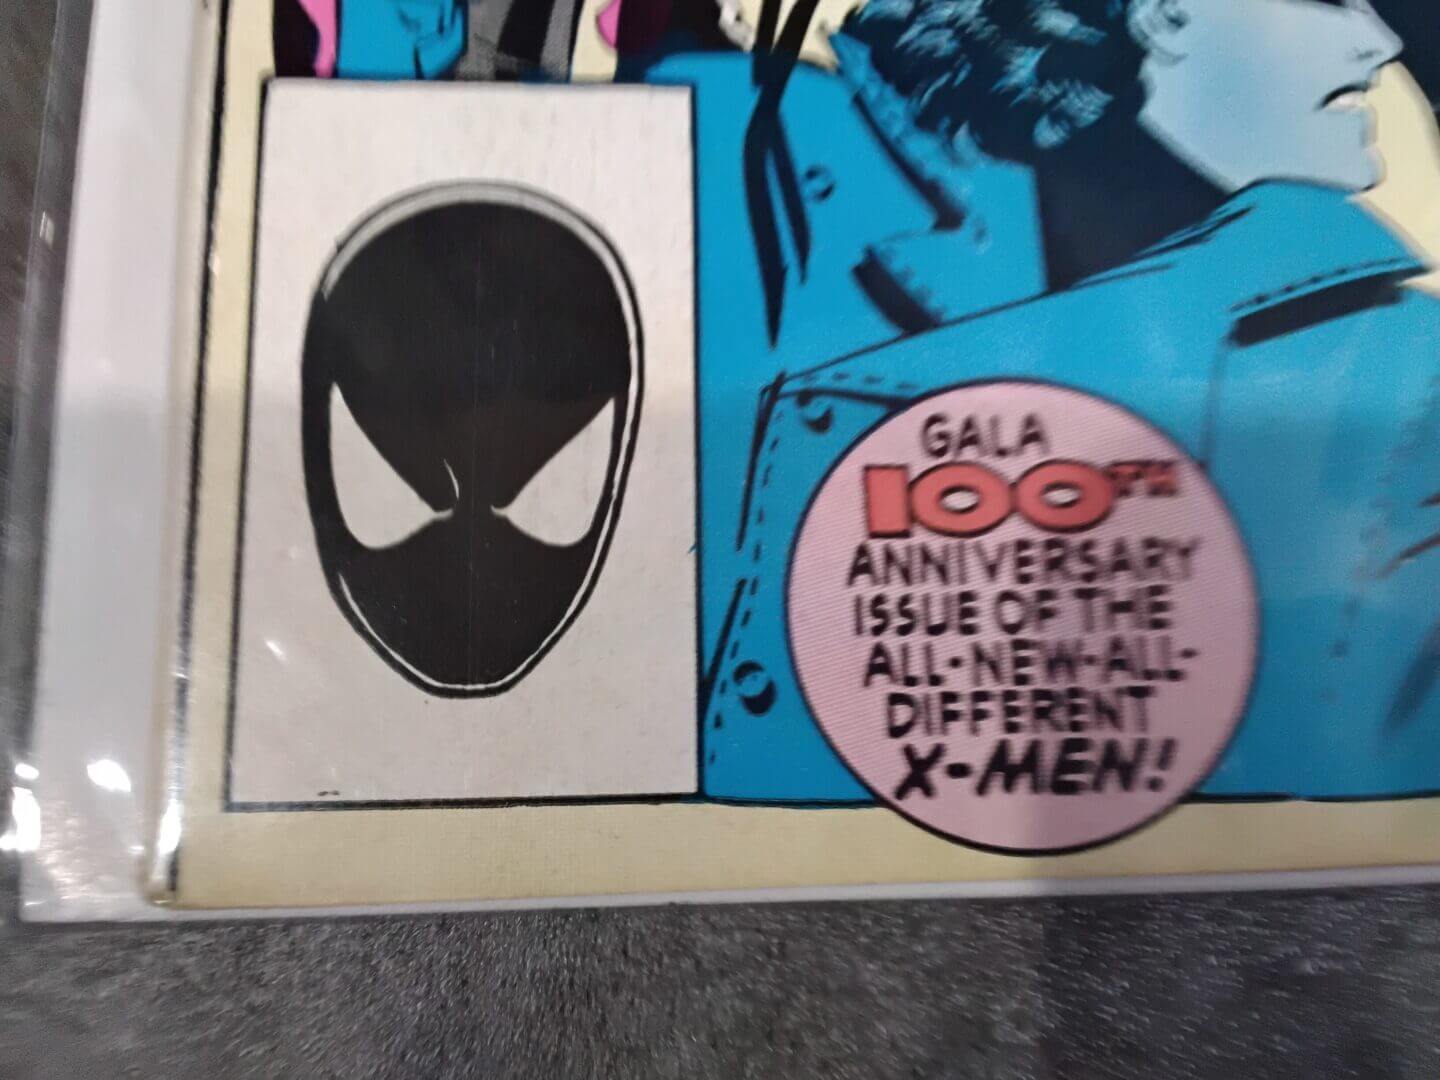 GALA
100TH
ANNIVERSARY
ISSUE OF THE
ALL-NEW-ALL-
DIFFERENT
X-MEN!